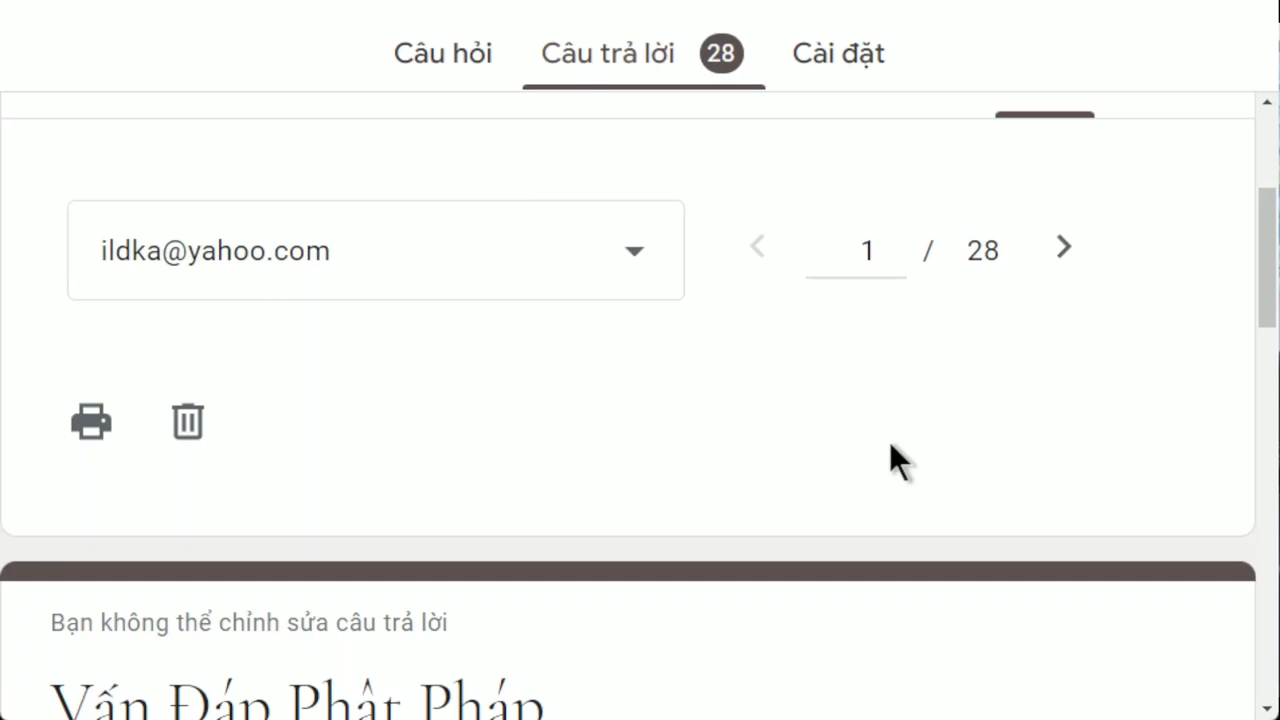 Câu hỏi Câu trả lời 28 Cài đặt
ildka@yahoo.com 1 / 28
Bạn không thể chỉnh sửa câu trả lời
Vấn Đáp Phật Pháp